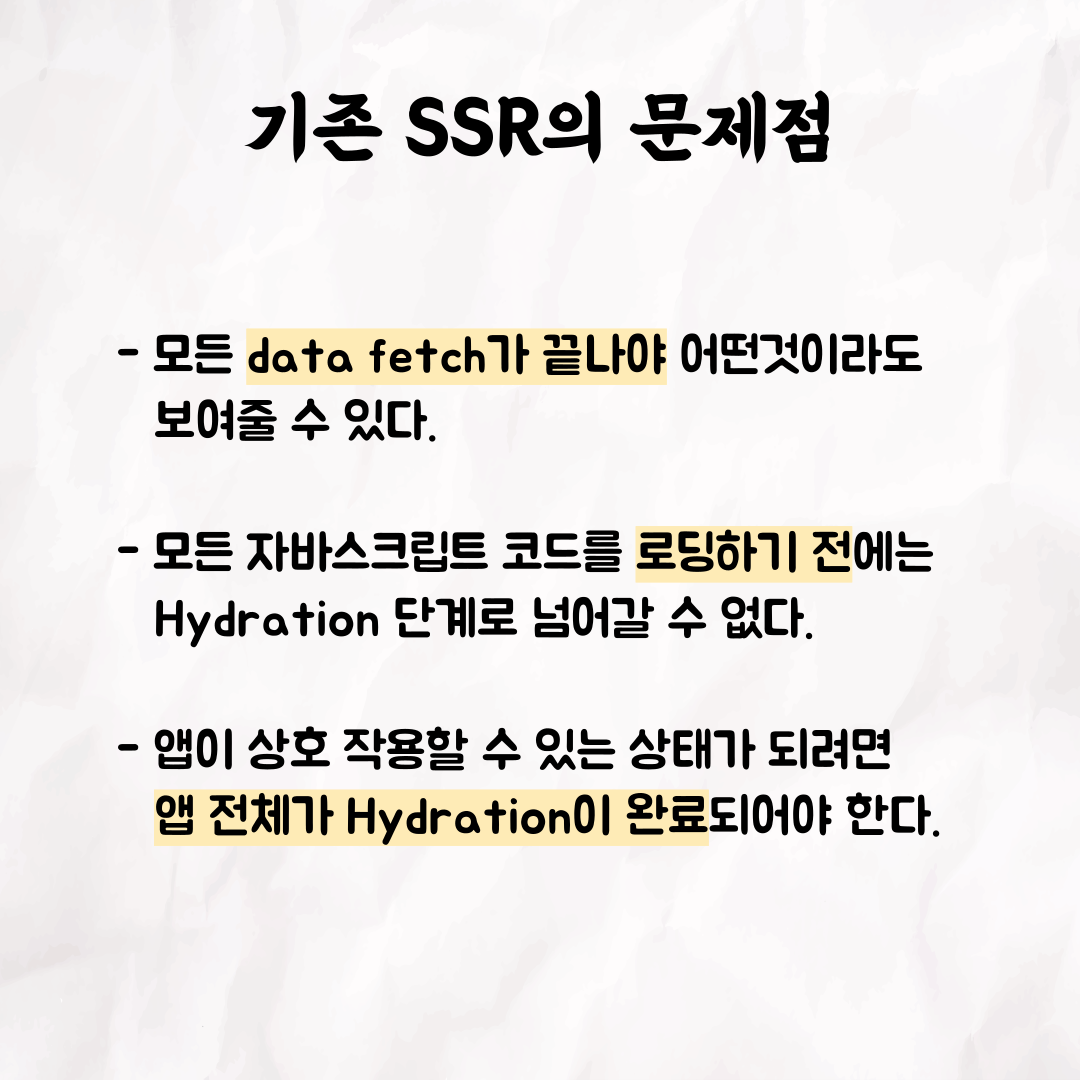 기존 SSR의 문제점
- 모든 data fetch가 끝나야 어떤것이라도
보여줄 수 있다.
- 모든 자바스크립트 코드를 로딩하기 전에는
Hydration 단계로 넘어갈 수 없다.
- 앱이 상호 작용할 수 있는 상태가 되려면
앱 전체가 Hydration이 완료되어야 한다.